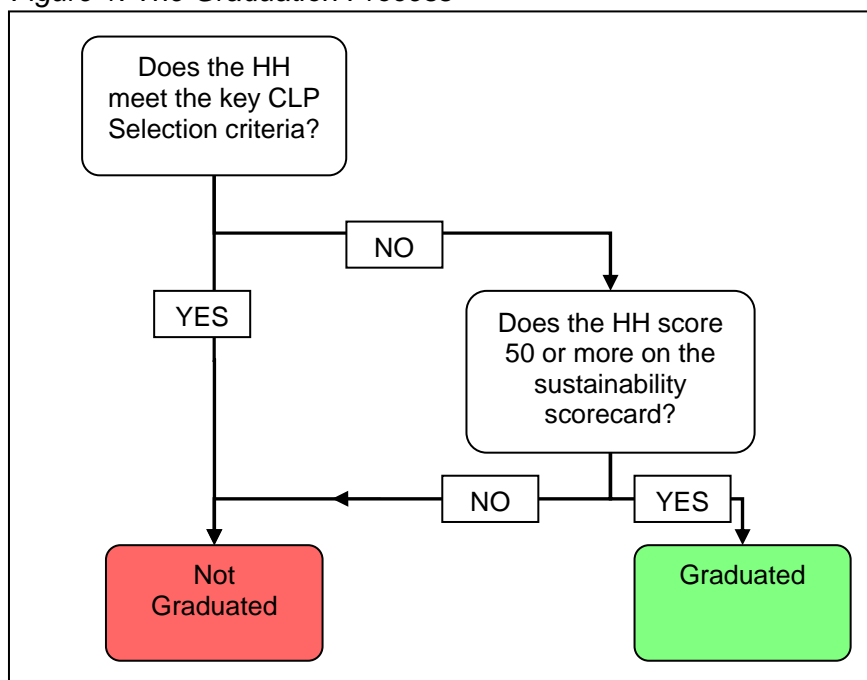 Does the HH
meet the key CLP
Selection criteria?
NO
YES
Does the HH score
50 or more on the
sustainability
scorecard?
NO
YES
Not
Graduated
Graduated